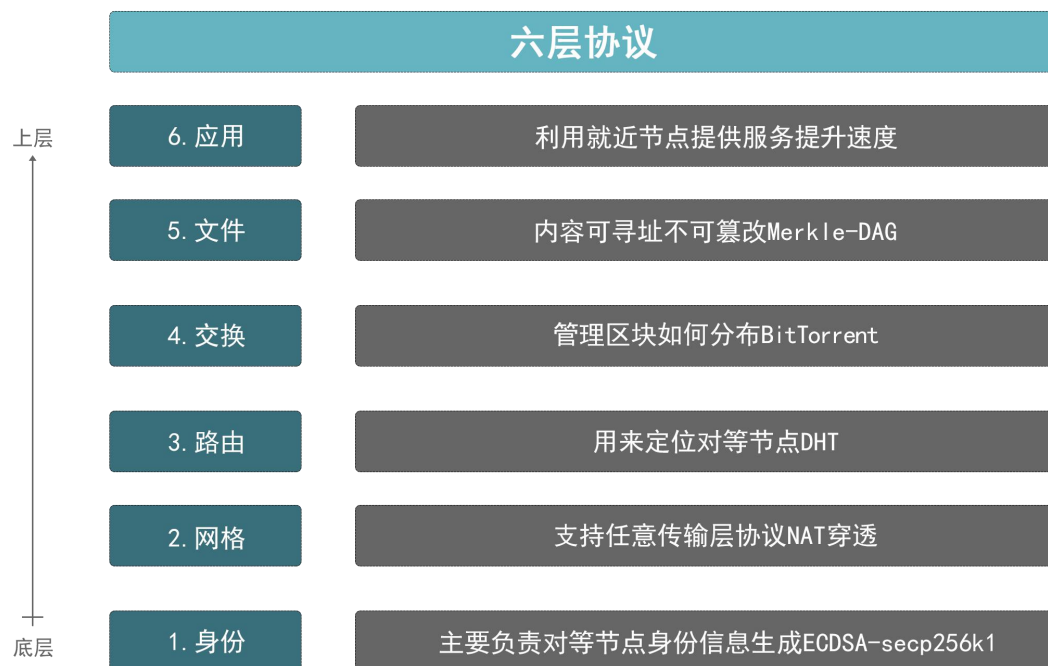 六层协议
上层
6.应用
利用就近节点提供服务提升速度
5.文件
内容可寻址不可篡改Merkle-DAG
4.交换
管理区块如何分布BitTorrent
3.路由
用来定位对等节点DHT
2.网格
支持任意传输层协议NAT穿透
1.身份
主要负责对等节点身份信息生成ECDSA-secp256k1
底层